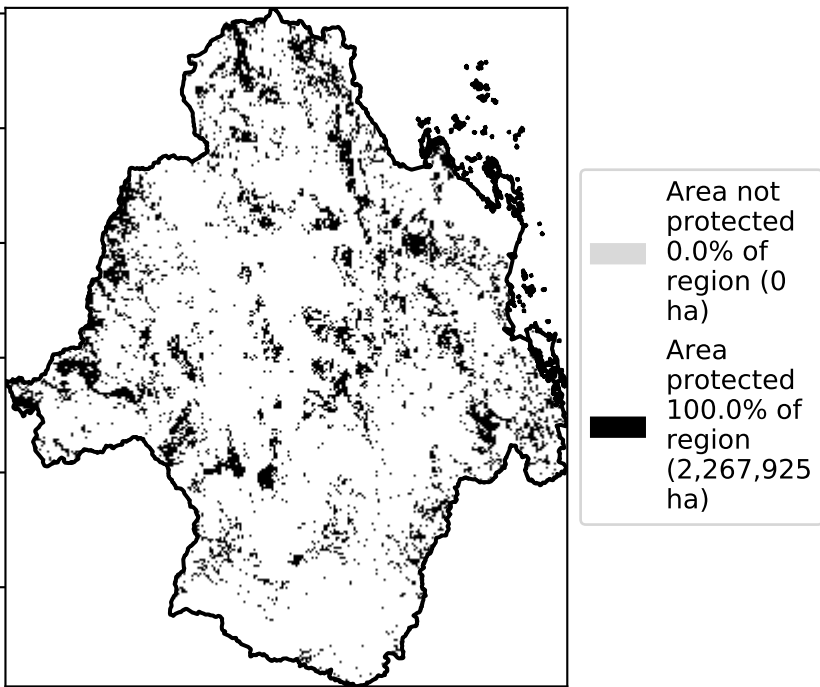 Area not
protected
0.0% of
region (0
ha)
Area
protected
100.0% of
region
(2,267,925
ha)